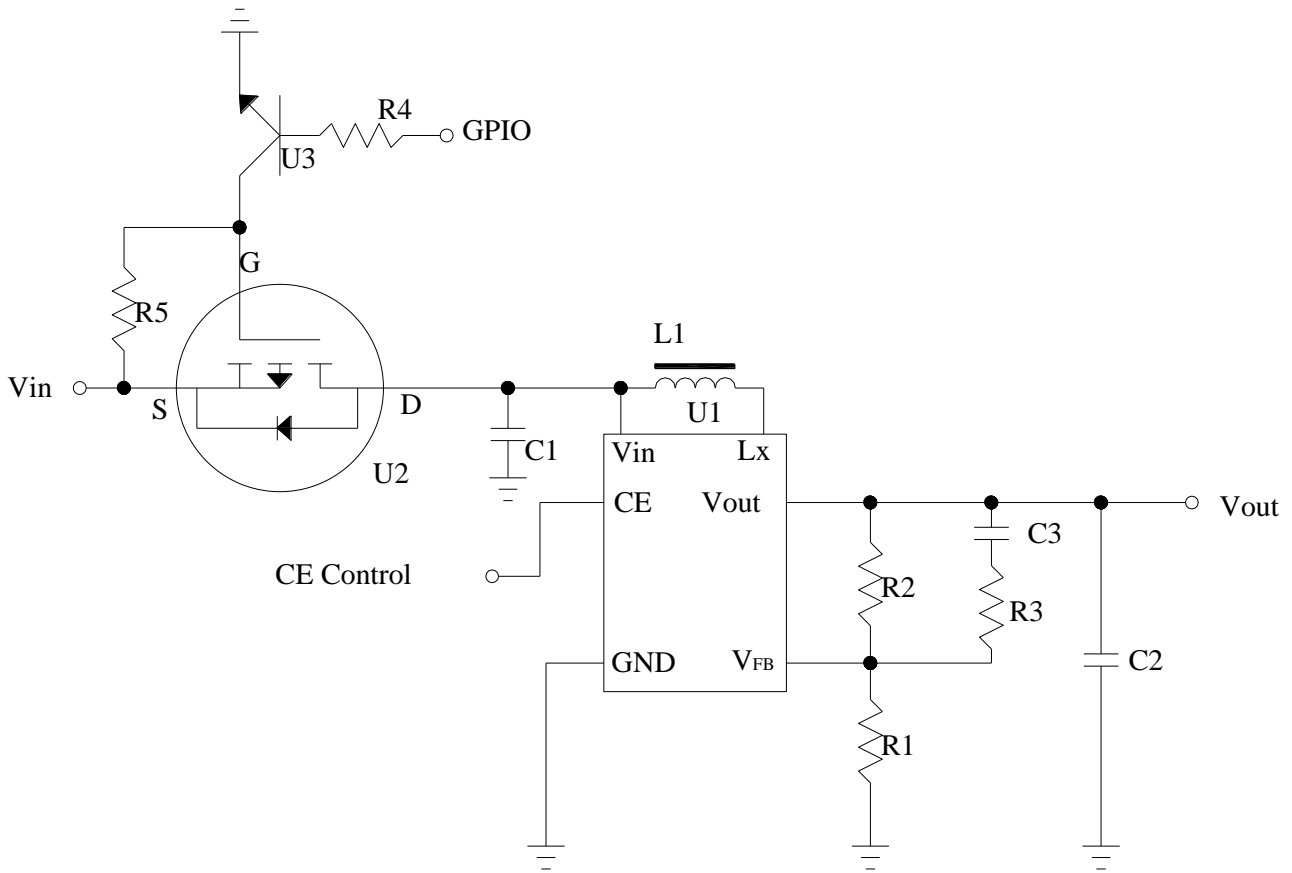 R4
GPIO
U3
G
R5
L1
Vin
S
D
U1
C1
Vin
Lx
U2
CE
Vout
Vout
C3
CE Control
R2
R3
GND
VFB
C2
R1